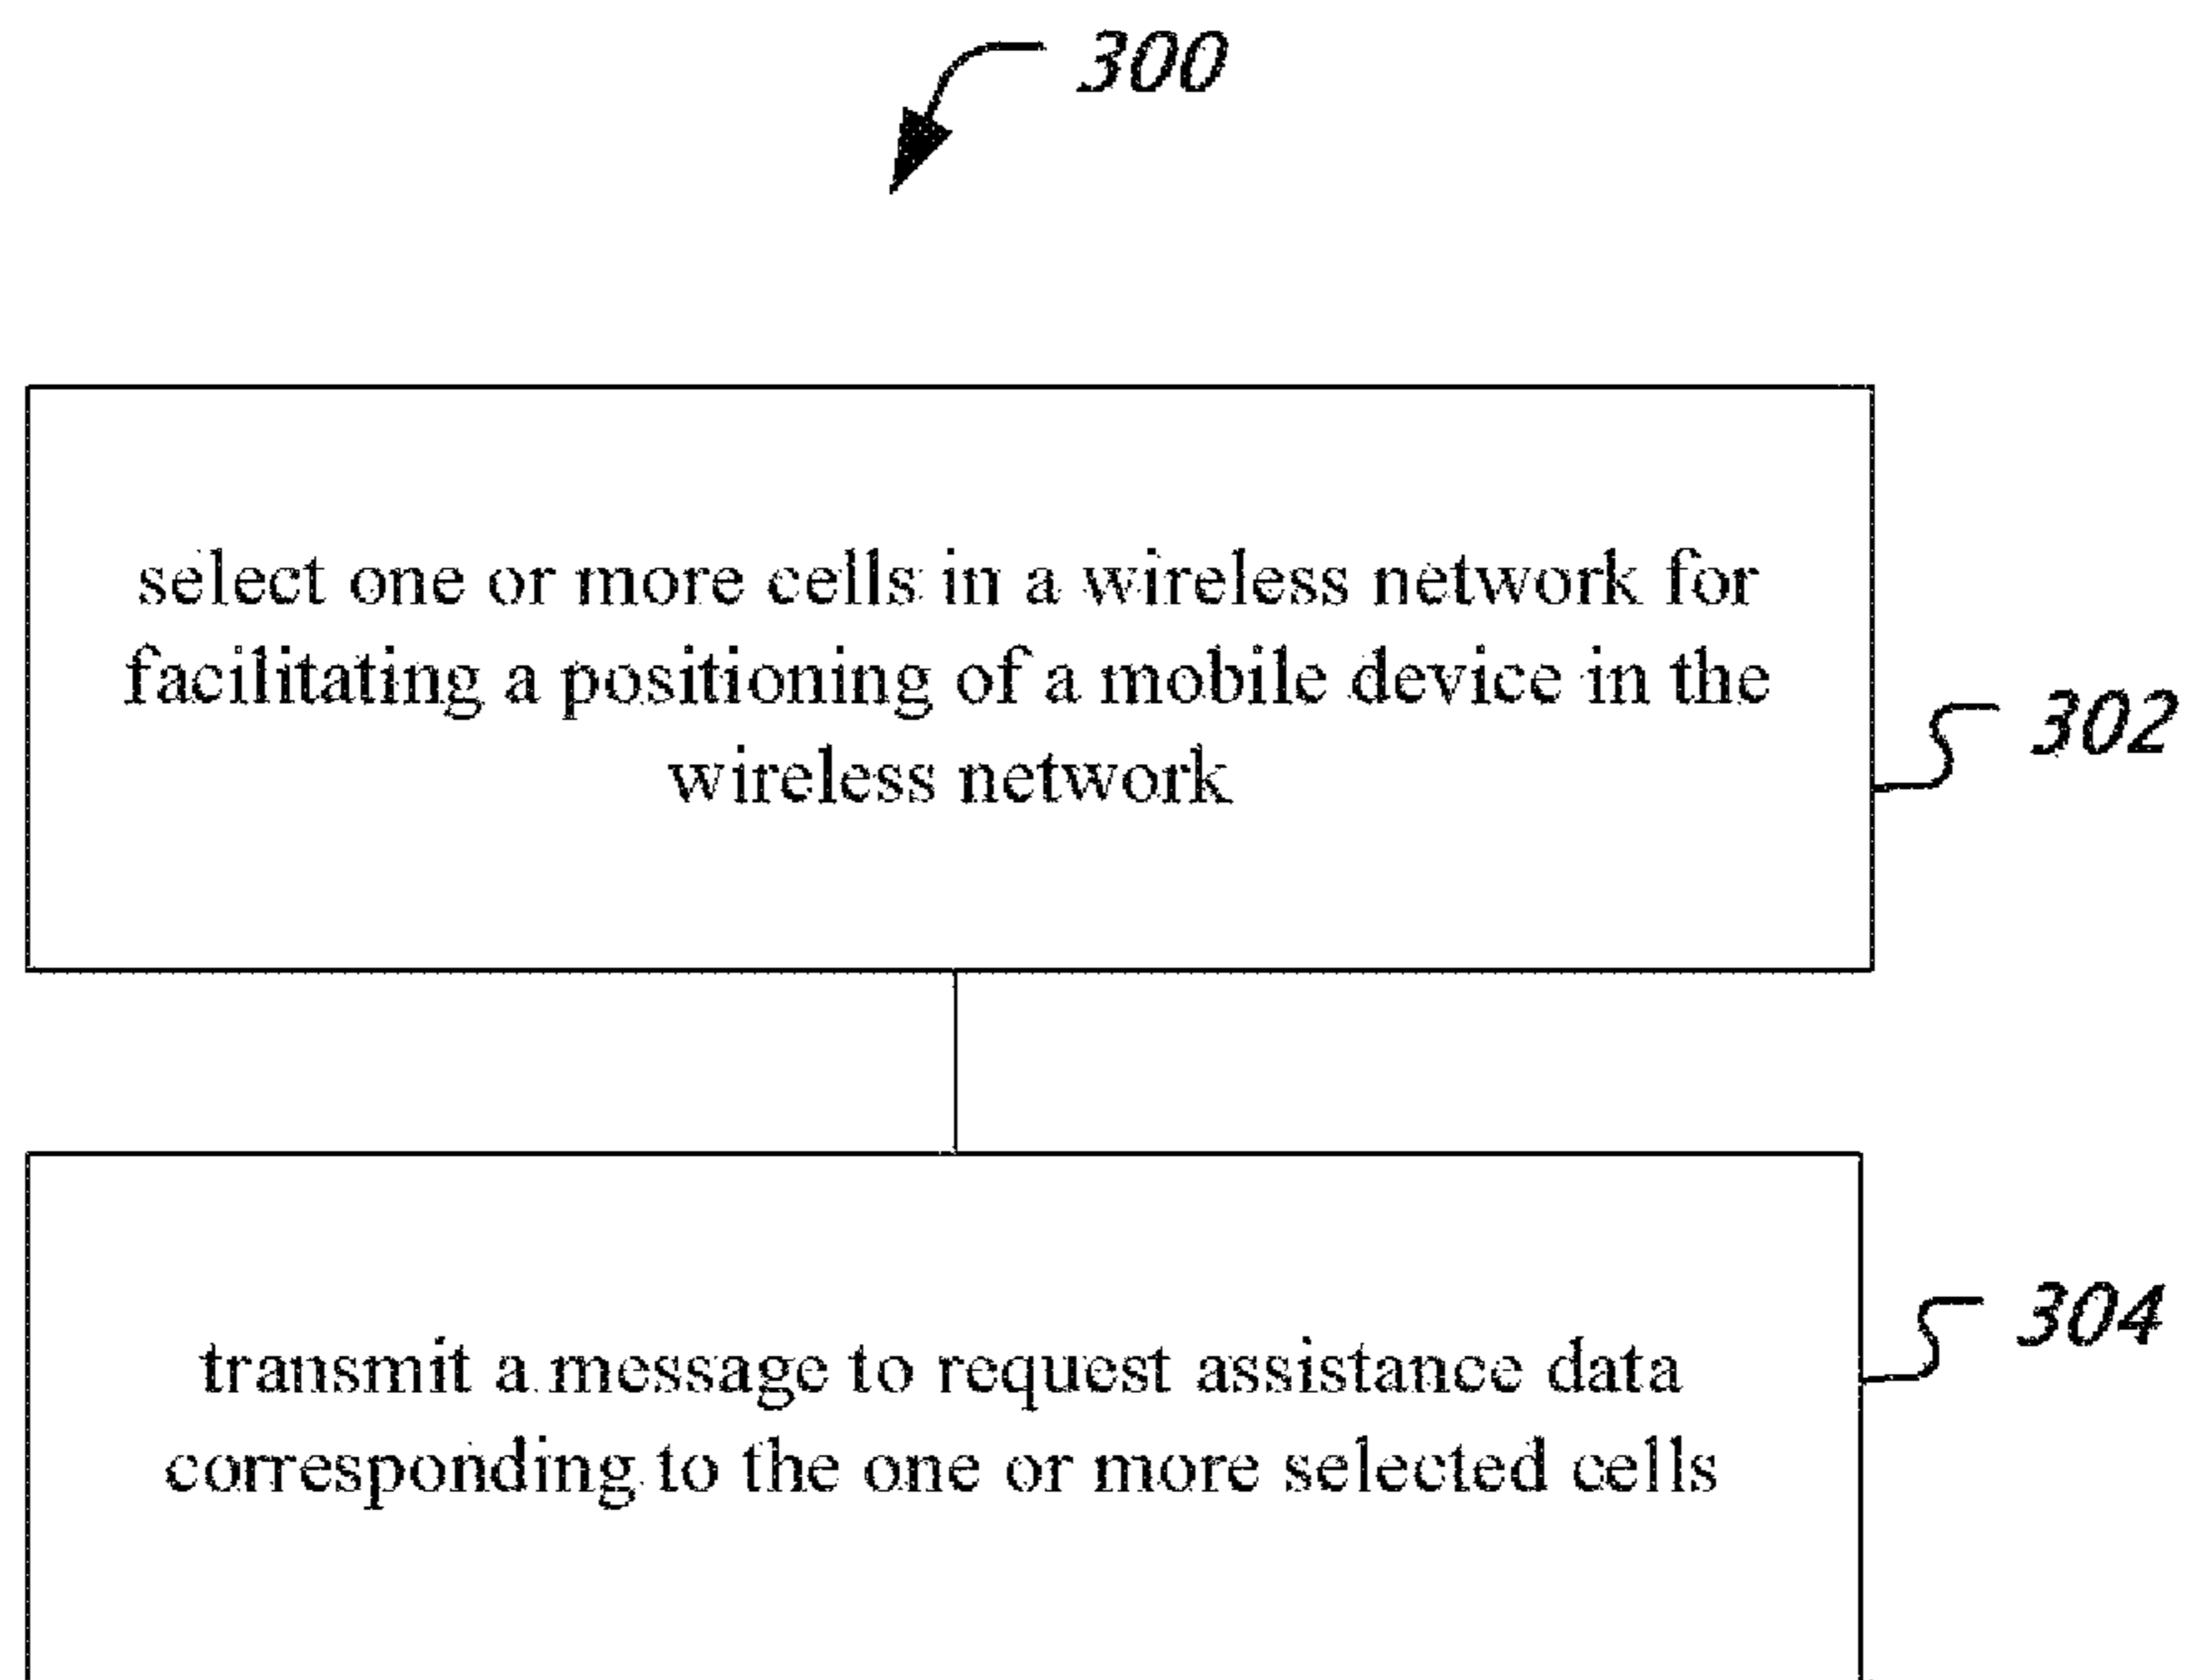 300
select one or more cells in a wireless network for
facilitating a positioning of a mobile device in the
wireless network
302
transmit a message to request assistance data
corresponding to the one or more selected cells
304